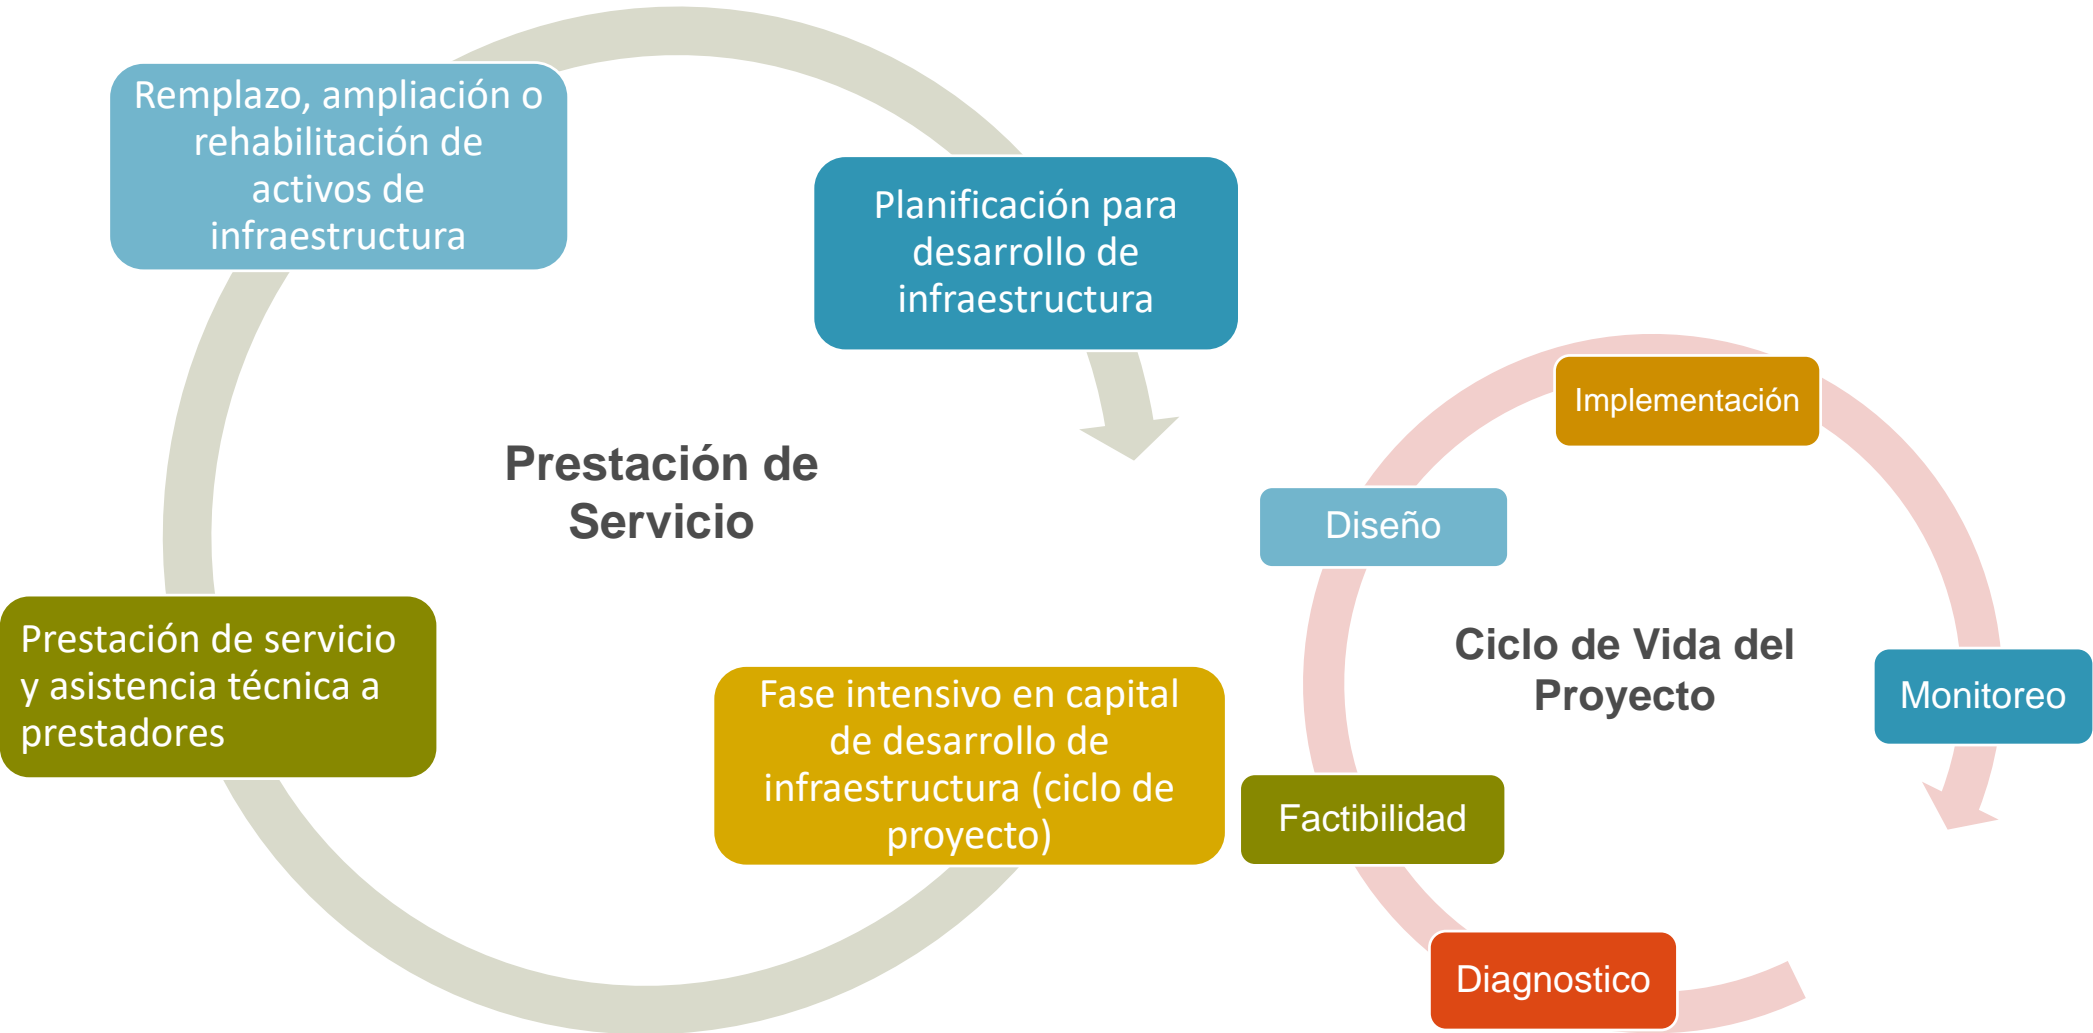 Remplazo, ampliación o
rehabilitación de
activos de
infraestructura
Planificación para
desarrollo de
infraestructura
Prestación de
Servicio
Prestación de servicio
y asistencia técnica a
prestadores
Fase intensivo en capital
de desarrollo de
infraestructura (ciclo de
proyecto)
Implementación
Diseño
Ciclo de Vida del
Proyecto
Monitoreo
Factibilidad
Diagnostico